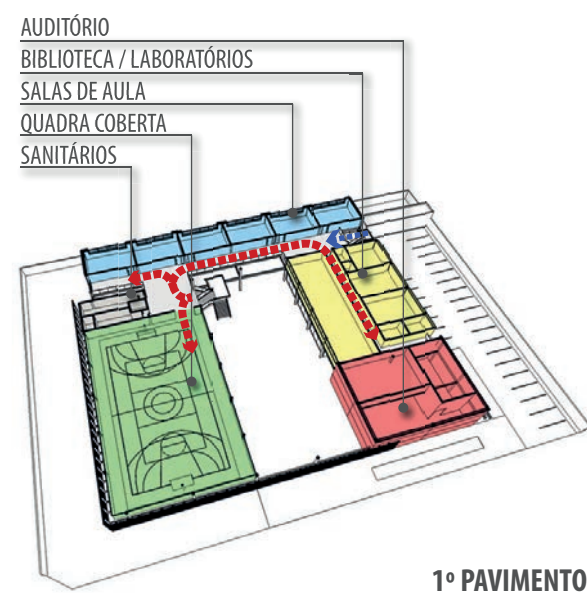 AUDITÓRIO
BIBLIOTECA / LABORATÓRIOS
SALAS DE AULA
QUADRA COBERTA
SANITÁRIOS
1º PAVIMENTO